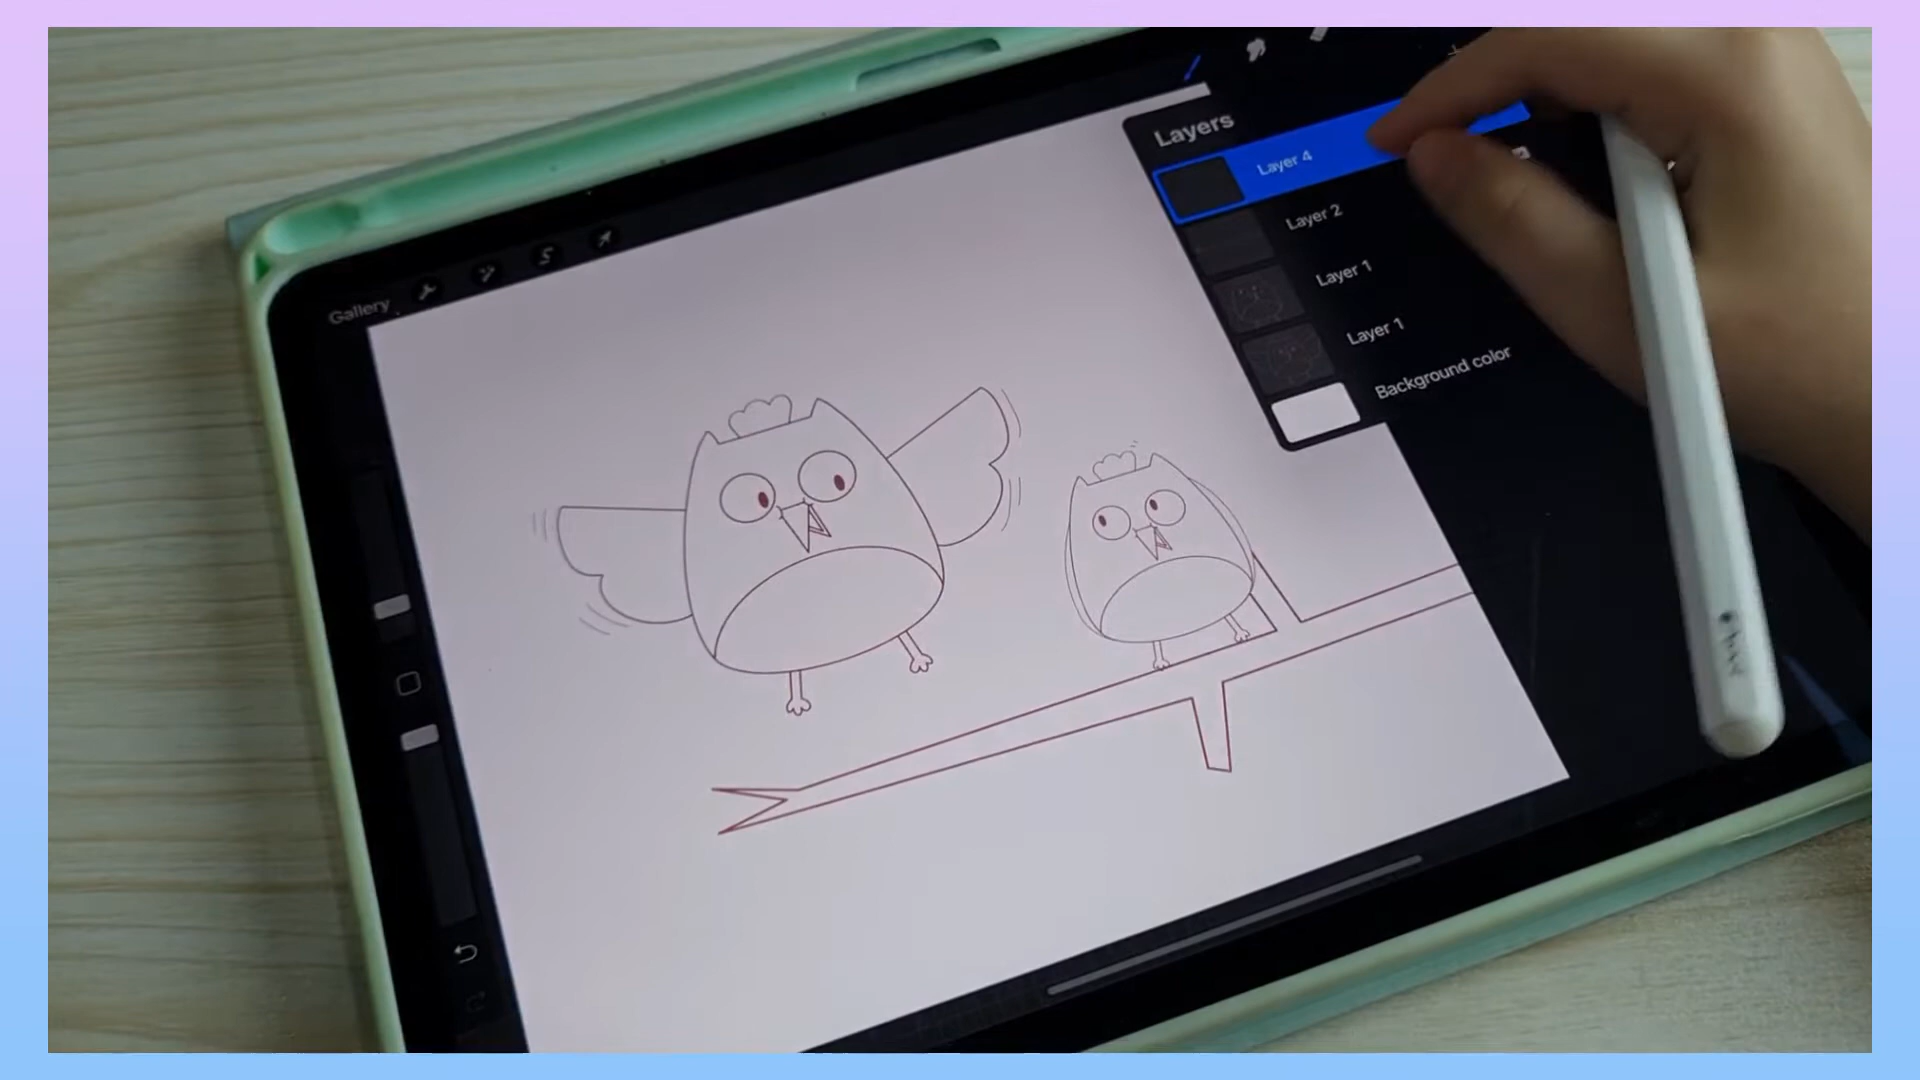 Gallery
Layers
Layer 4
Layer 2
Layer 1
Layer 1
Background color